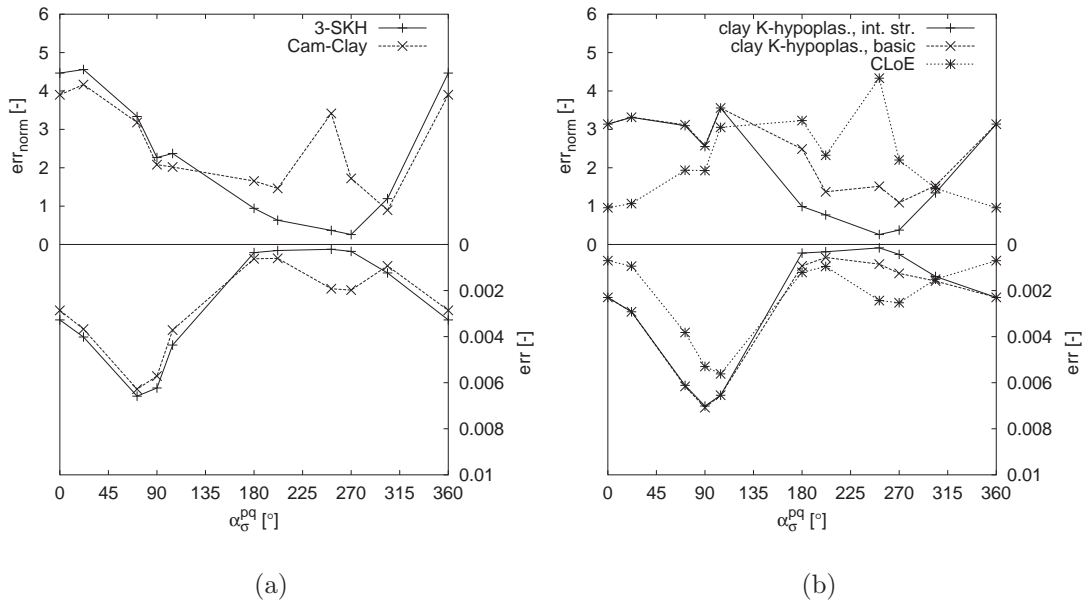 3-SKH
Cam-Clay
6
5
4
3
2
1
0
err_norm [-]
0
0.002
0.004
0.006
0.008
0.01
err [-]
0 45 90 135 180 225 270 315 360
α_σ^pq [°]
(a)
clay K-hypoplas., int. str.
clay K-hypoplas., basic
CLoE
6
5
4
3
2
1
0
err_norm [-]
0
0.002
0.004
0.006
0.008
0.01
err [-]
0 45 90 135 180 225 270 315 360
α_σ^pq [°]
(b)